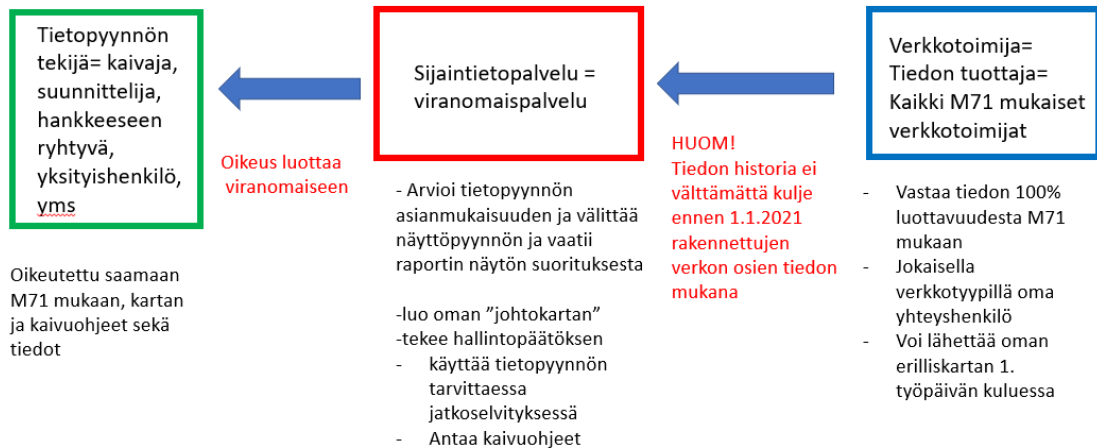 Tietopyynnön
tekijä= kaivaja,
suunnittelija,
hankkeeseen
ryhtyvä,
yksityishenkilö,
yms
Oikeutettu saamaan
M71 mukaan, kartan
ja kaivuohjeet sekä
tiedot
Oikeus luottaa
viranomaiseen
Sijaintietopalvelu =
viranomaispalvelu
- Arvioi tietopyynnön
asianmukaisuuden ja välittää
näyttöpyynnön ja vaatii
raportin näytön suorituksesta
-luo oman ”johtokartan”
-tekee hallintopäätöksen
- käyttää tietopyynnön
tarvittaessa
jatkoselvityksessä
- Antaa kaivuohjeet
HUOM!
Tiedon historia ei
välttämättä kulje
ennen 1.1.2021
rakennettujen
verkon osien tiedon
mukana
Verkkotoimija=
Tiedon tuottaja=
Kaikki M71 mukaiset
verkkotoimijat
- Vastaa tiedon 100%
luottavuudesta M71
mukaan
- Jokaisella
verkkotyypillä oma
yhteyshenkilö
- Voi lähettää oman
erilliskartan 1.
työpäivän kuluessa